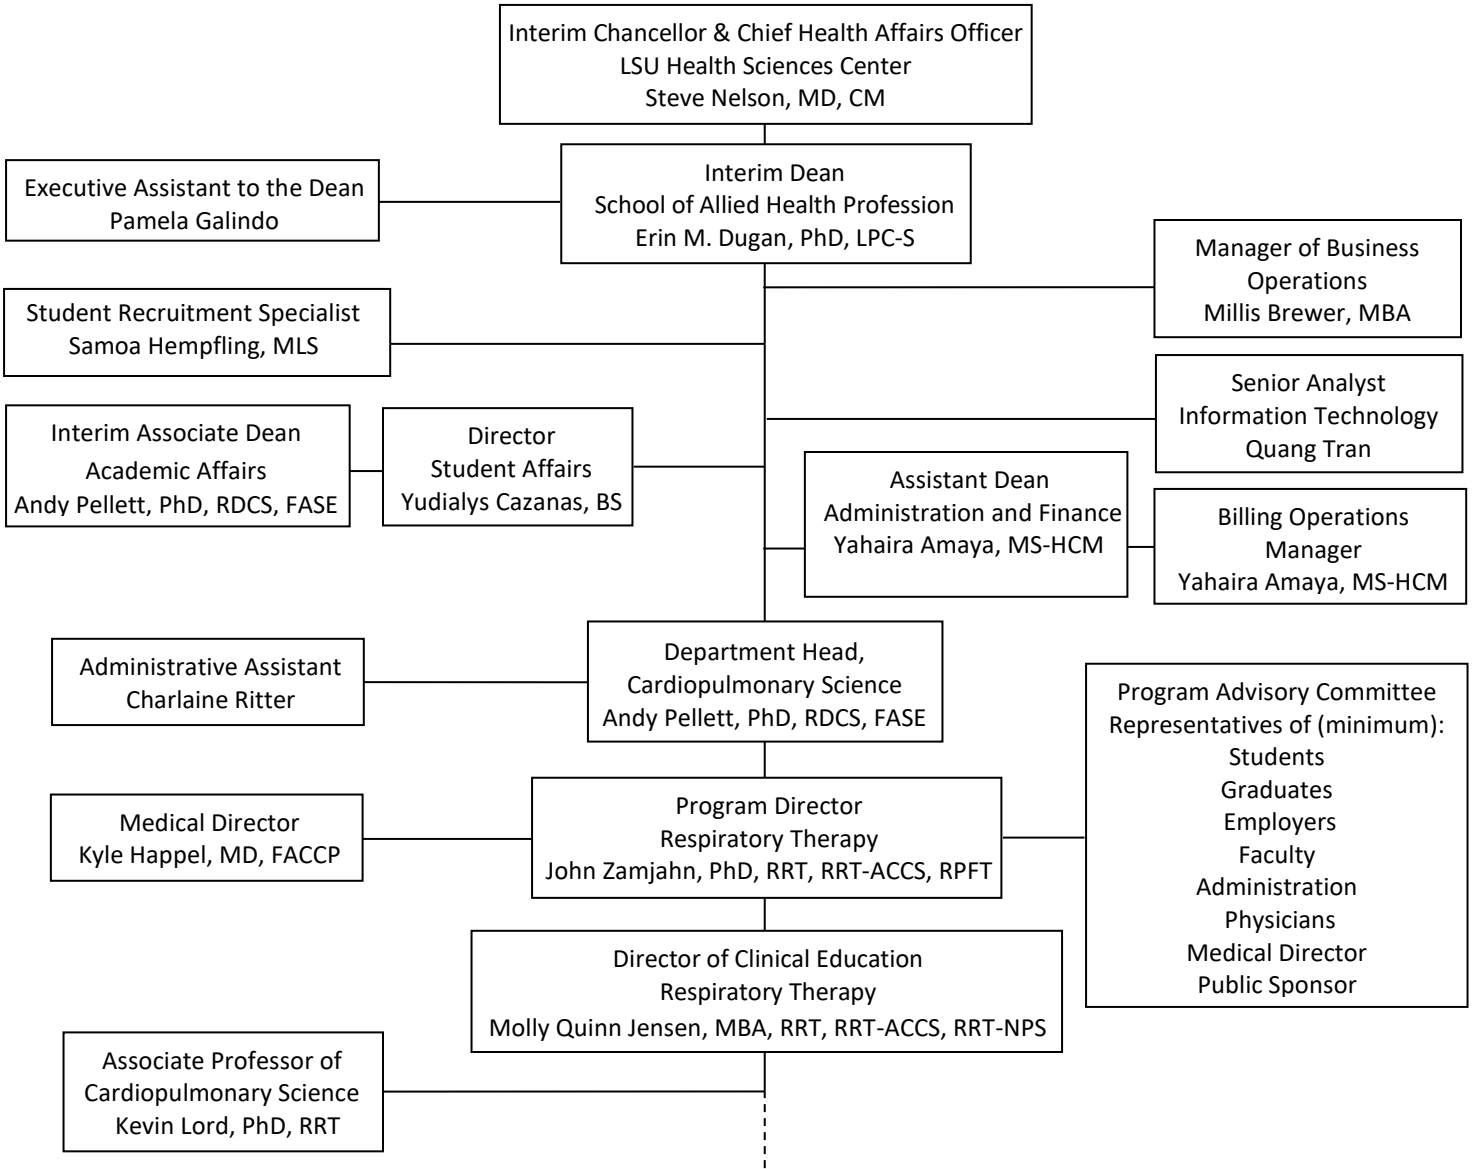 Interim Chancellor & Chief Health Affairs Officer
LSU Health Sciences Center
Steve Nelson, MD, CM
Executive Assistant to the Dean
Pamela Galindo
Interim Dean
School of Allied Health Profession
Erin M. Dugan, PhD, LPC-S
Manager of Business
Operations
Millis Brewer, MBA
Student Recruitment Specialist
Samoa Hempfling, MLS
Senior Analyst
Information Technology
Quang Tran
Interim Associate Dean
Academic Affairs
Andy Pellett, PhD, RDCS, FASE
Director
Student Affairs
Yudialys Cazanas, BS
Assistant Dean
Administration and Finance
Yahaira Amaya, MS-HCM
Billing Operations
Manager
Yahaira Amaya, MS-HCM
Administrative Assistant
Charlaine Ritter
Department Head,
Cardiopulmonary Science
Andy Pellett, PhD, RDCS, FASE
Program Advisory Committee
Representatives of (minimum):
Students
Graduates
Employers
Faculty
Administration
Physicians
Medical Director
Public Sponsor
Medical Director
Kyle Happel, MD, FACCP
Program Director
Respiratory Therapy
John Zamjahn, PhD, RRT, RRT-ACCS, RPFT
Director of Clinical Education
Respiratory Therapy
Molly Quinn Jensen, MBA, RRT, RRT-ACCS, RRT-NPS
Associate Professor of
Cardiopulmonary Science
Kevin Lord, PhD, RRT